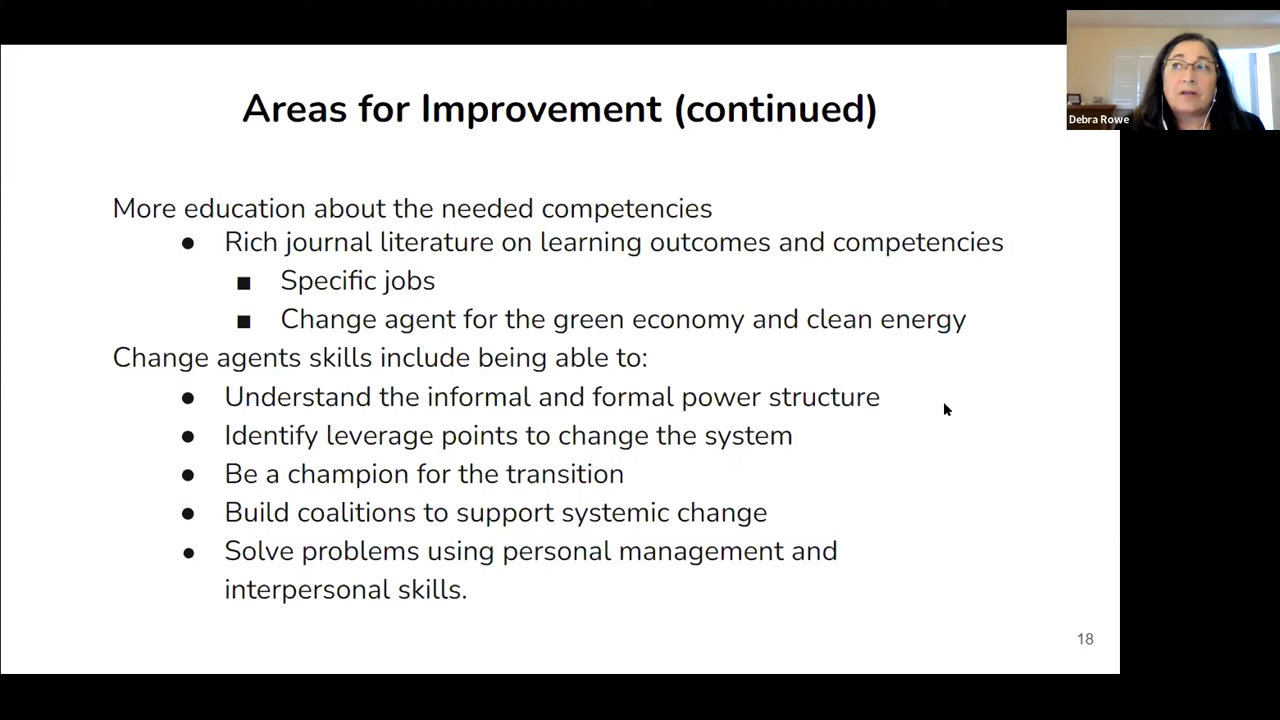 Areas for Improvement (continued)
Debra Rowe
More education about the needed competencies
● Rich journal literature on learning outcomes and competencies
■ Specific jobs
■ Change agent for the green economy and clean energy
Change agents skills include being able to:
● Understand the informal and formal power structure
● Identify leverage points to change the system
● Be a champion for the transition
● Build coalitions to support systemic change
● Solve problems using personal management and
interpersonal skills.
18